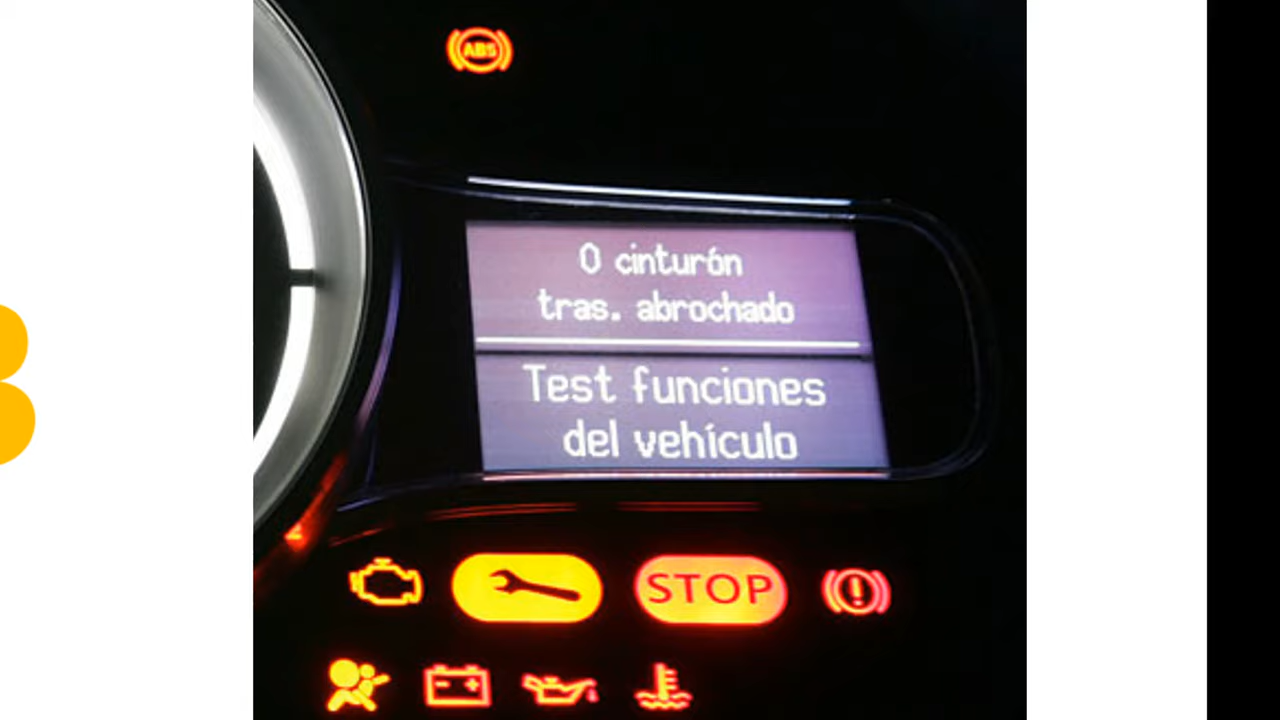 ABS
0 cinturón
tras. abrochado
Test funciones
del vehículo
STOP